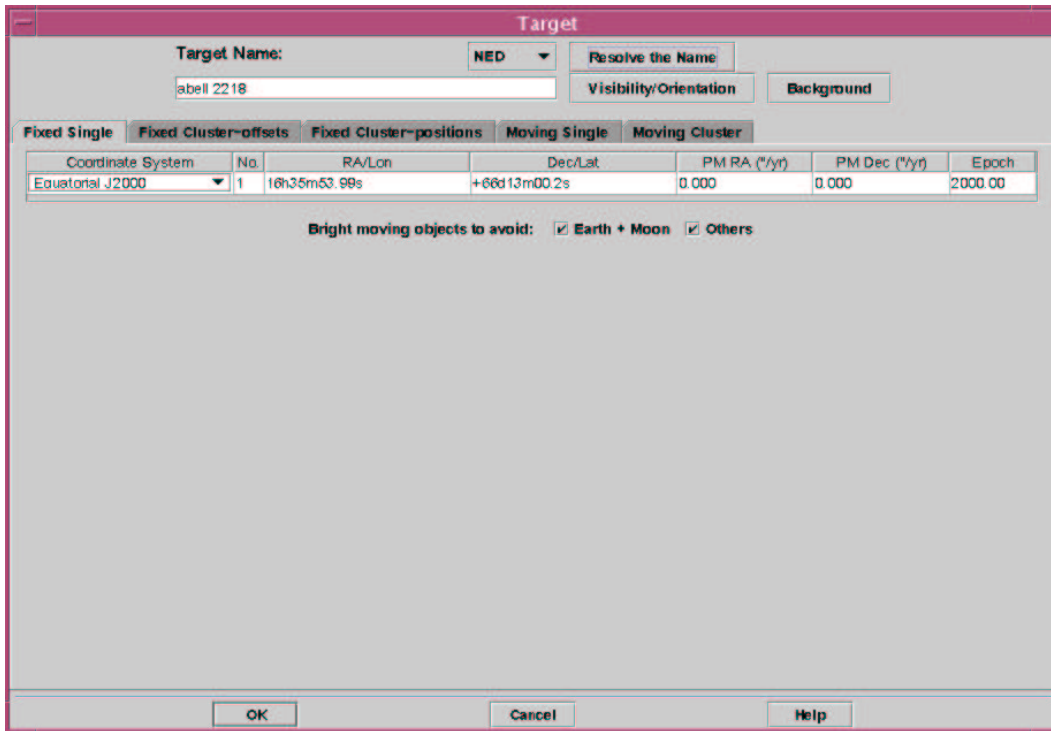 Target
Target Name:
NED
Resolve the Name
abell 2218
Visibility/Orientation
Background
Fixed Single
Fixed Cluster-offsets
Fixed Cluster-positions
Moving Single
Moving Cluster
Coordinate System No. RA/Lon Dec/Lat PM RA ("/yr) PM Dec ("/yr) Epoch
Equatorial J2000 1 16h35m53.99s +66d13m00.2s 0.000 0.000 2000.00
Bright moving objects to avoid: Earth + Moon Others
OK Cancel Help